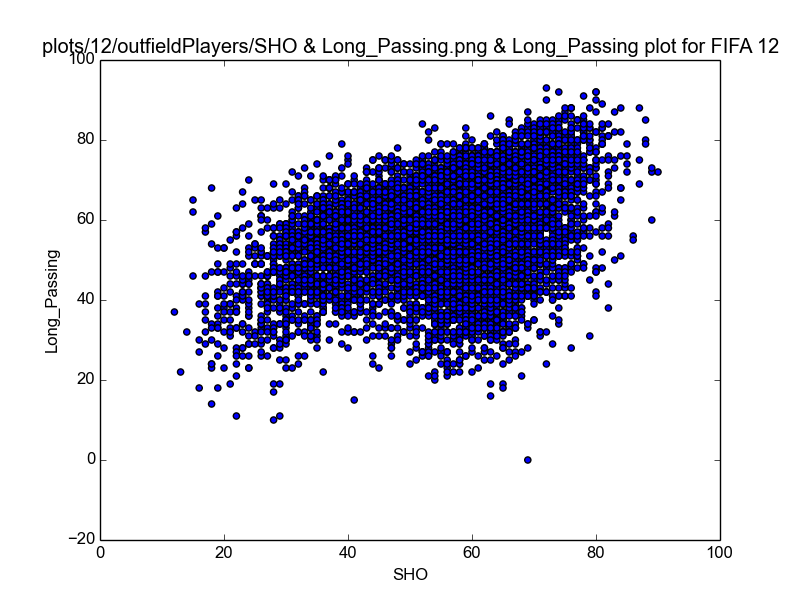 plots/12/outfieldPlayers/SHO & Long_Passing.png & Long_Passing plot for FIFA 12
100
80
60
40
20
0
−20
Long_Passing
0 20 40 60 80 100
SHO